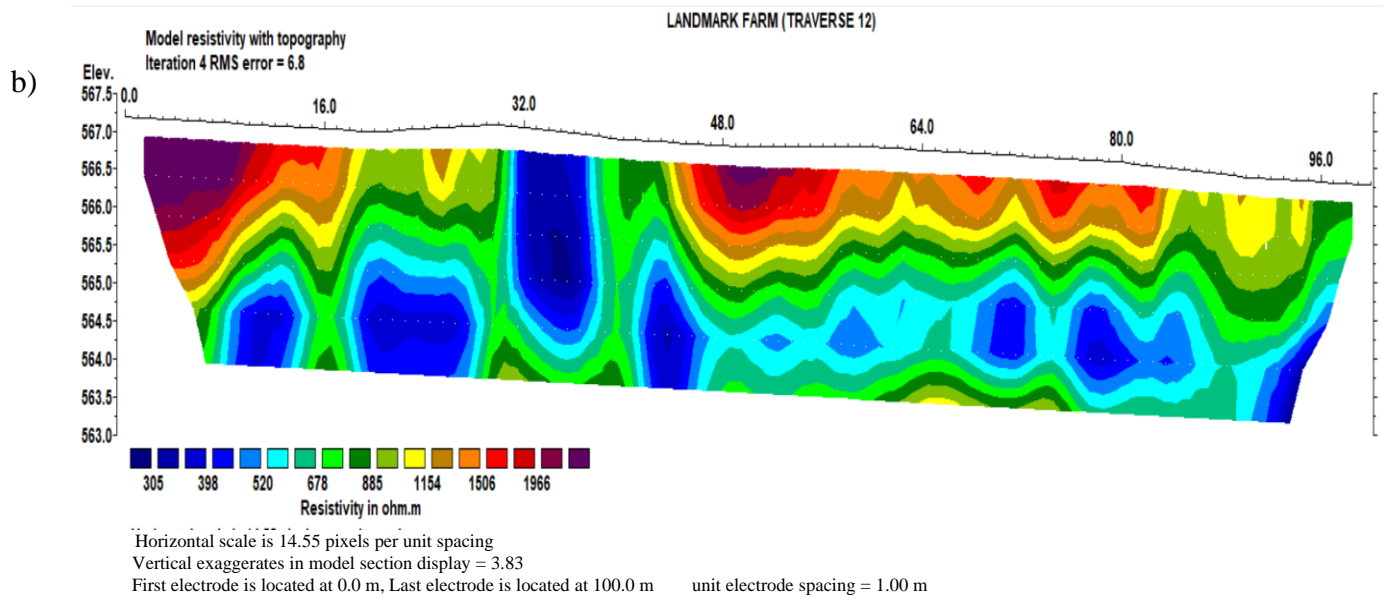 LANDMARK FARM (TRAVERSE 12)
Model resistivity with topography
Iteration 4 RMS error = 6.8
b)
Elev.
567.5
0.0 16.0 32.0 48.0 64.0 80.0 96.0
567.0
566.5
566.0
565.5
565.0
564.5
564.0
563.5
563.0
305 398 520 678 885 1154 1506 1966
Resistivity in ohm.m
Horizontal scale is 14.55 pixels per unit spacing
Vertical exaggerates in model section display = 3.83
First electrode is located at 0.0 m, Last electrode is located at 100.0 m unit electrode spacing = 1.00 m